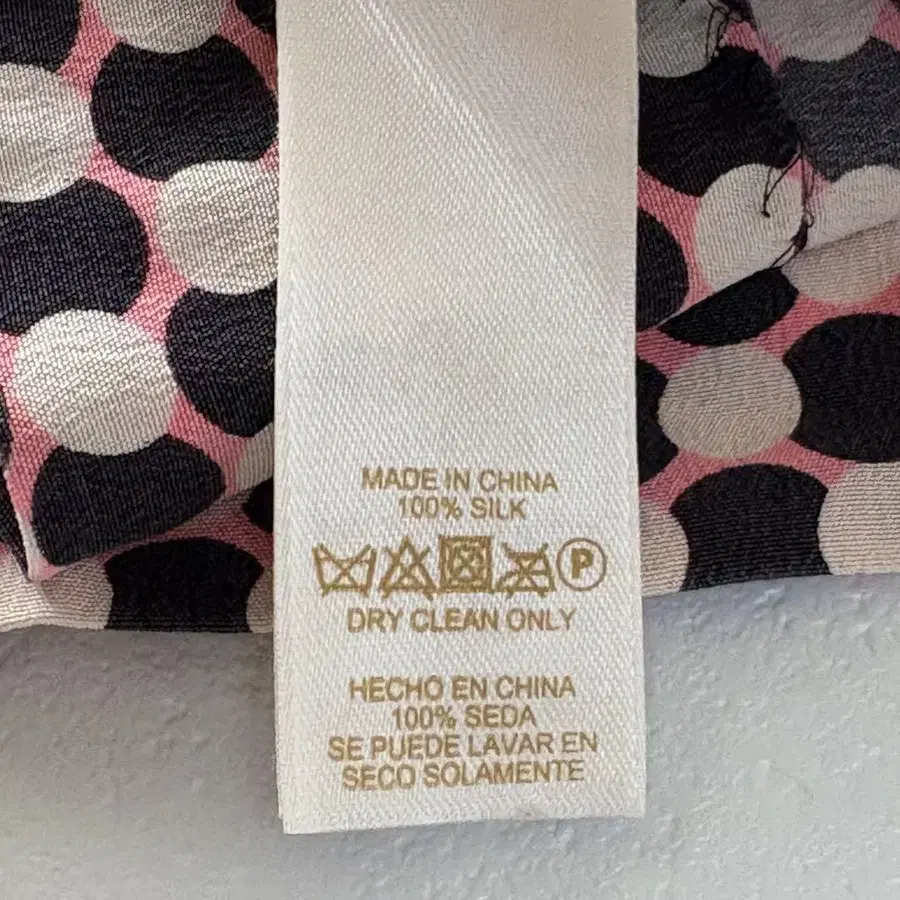 MADE IN CHINA
100% SILK
P
DRY CLEAN ONLY
HECHO EN CHINA
100% SEDA
SE PUEDE LAVAR EN
SECO SOLAMENTE